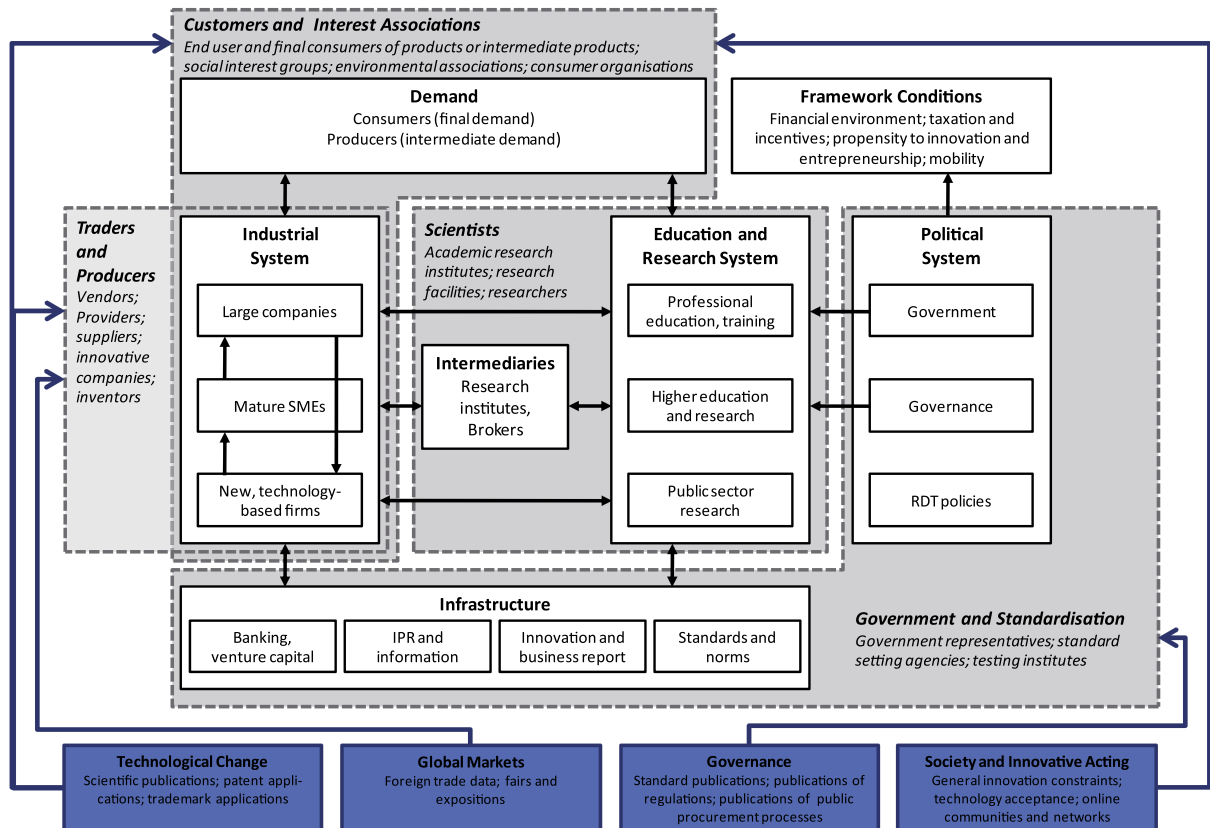 Customers and Interest Associations
End user and final consumers of products or intermediate products;
social interest groups; environmental associations; consumer organisations
Demand
Consumers (final demand)
Producers (intermediate demand)
Framework Conditions
Financial environment; taxation and
incentives; propensity to innovation and
entrepreneurship; mobility
Traders
and
Producers
Vendors;
Providers;
suppliers;
innovative
companies;
inventors
Industrial
System
Large companies
Mature SMEs
New, technology-
based firms
Scientists
Academic research
institutes; research
facilities; researchers
Intermediaries
Research
institutes,
Brokers
Education and
Research System
Professional
education, training
Higher education
and research
Public sector
research
Political
System
Government
Governance
RDT policies
Infrastructure
Banking,
venture capital
IPR and
information
Innovation and
business report
Standards and
norms
Government and Standardisation
Government representatives; standard
setting agencies; testing institutes
Technological Change
Scientific publications; patent appli-
cations; trademark applications
Global Markets
Foreign trade data; fairs and
expositions
Governance
Standard publications; publications of
regulations; publications of public
procurement processes
Society and Innovative Acting
General innovation constraints;
technology acceptance; online
communities and networks